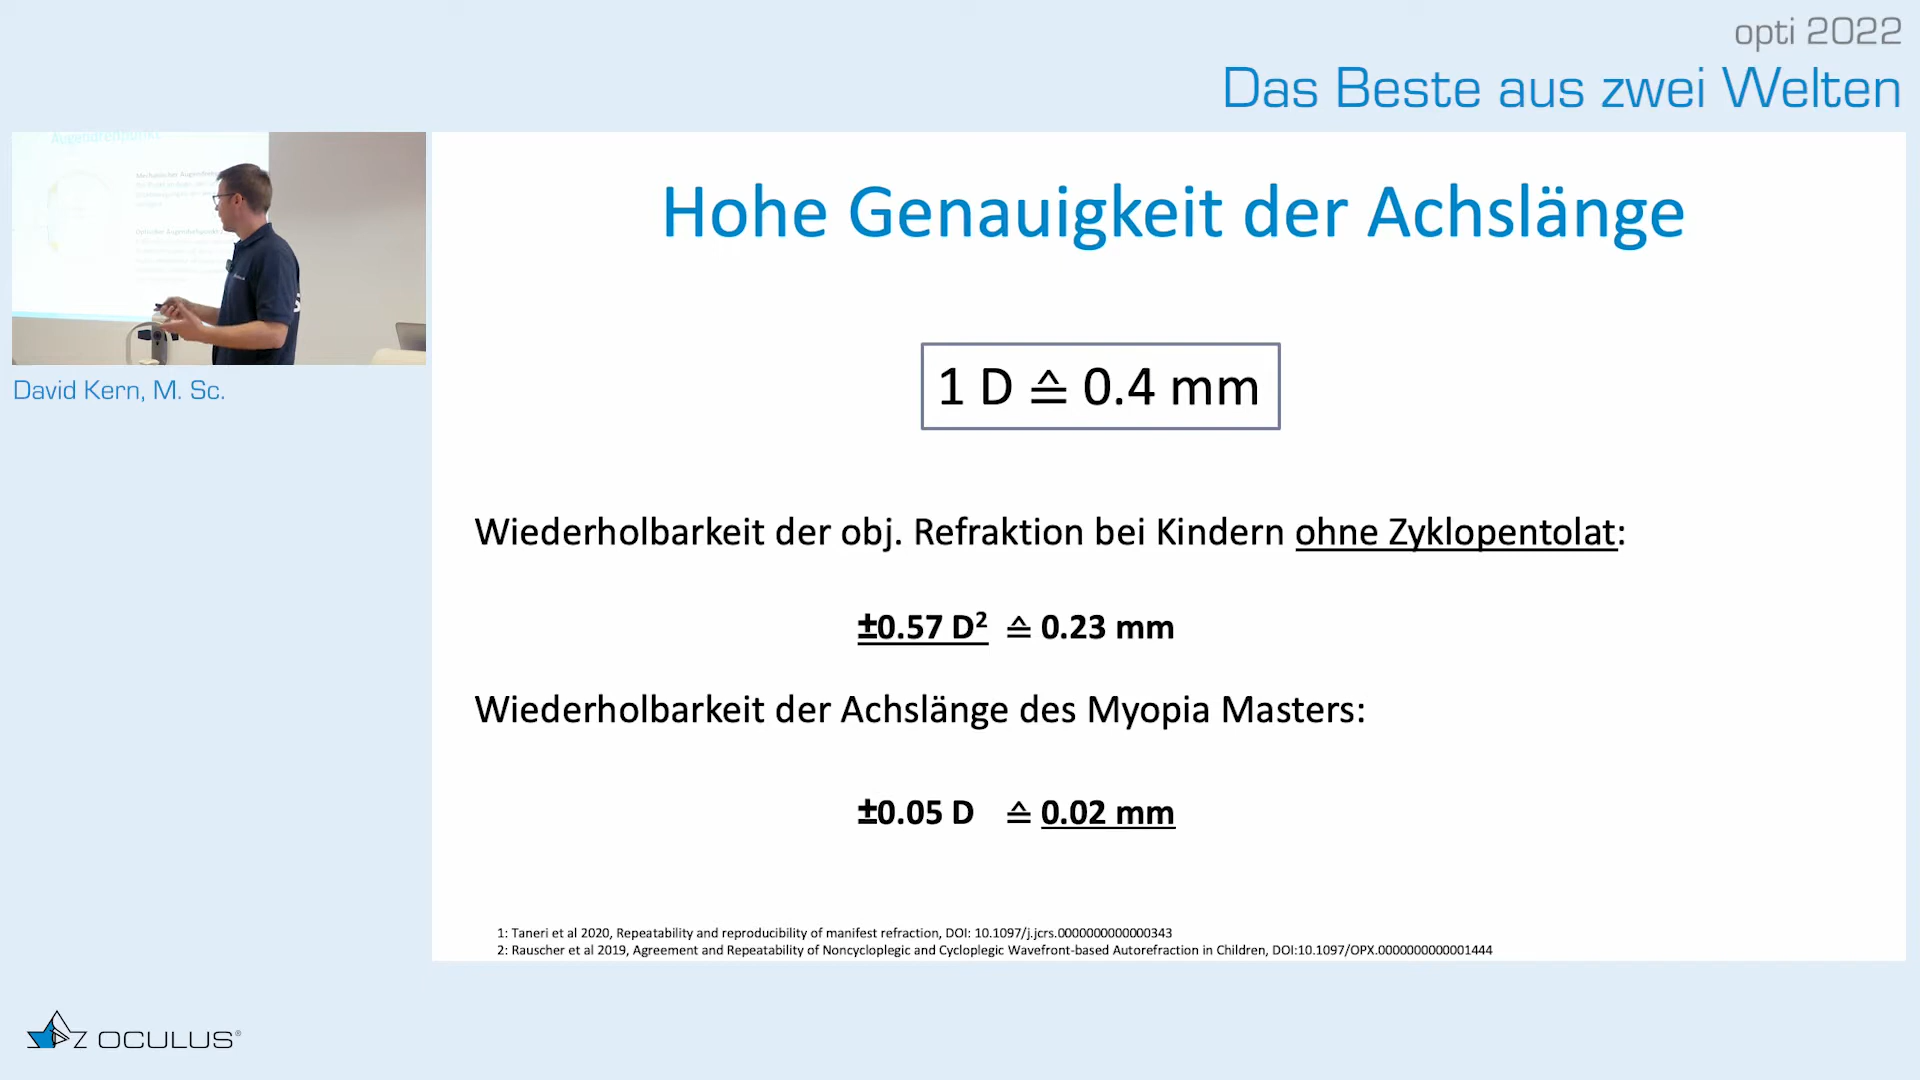 opti 2022
Das Beste aus zwei Welten
David Kern, M. Sc.
Hohe Genauigkeit der Achslänge
1 D ≙ 0.4 mm
Wiederholbarkeit der obj. Refraktion bei Kindern ohne Zyklopentolat:
±0.57 D² ≙ 0.23 mm
Wiederholbarkeit der Achslänge des Myopia Masters:
±0.05 D ≙ 0.02 mm
1: Taneri et al 2020, Repeatability and reproducibility of manifest refraction, DOI: 10.1097/j.jcrs.0000000000000343
2: Rauscher et al 2019, Agreement and Repeatability of Noncycloplegic and Cycloplegic Wavefront-based Autorefraction in Children, DOI:10.1097/OPX.0000000000001444
OCULUS®